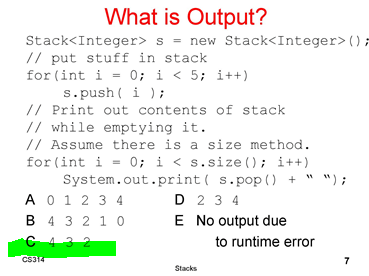 What is Output?
Stack<Integer> s = new Stack<Integer>();
// put stuff in stack
for(int i = 0; i < 5; i++)
s.push( i );
// Print out contents of stack
// while emptying it.
// Assume there is a size method.
for(int i = 0; i < s.size(); i++)
System.out.print( s.pop() + “ “);
A 0 1 2 3 4
D 2 3 4
B 4 3 2 1 0
E No output due
C 4 3 2
to runtime error
CS314
Stacks
7